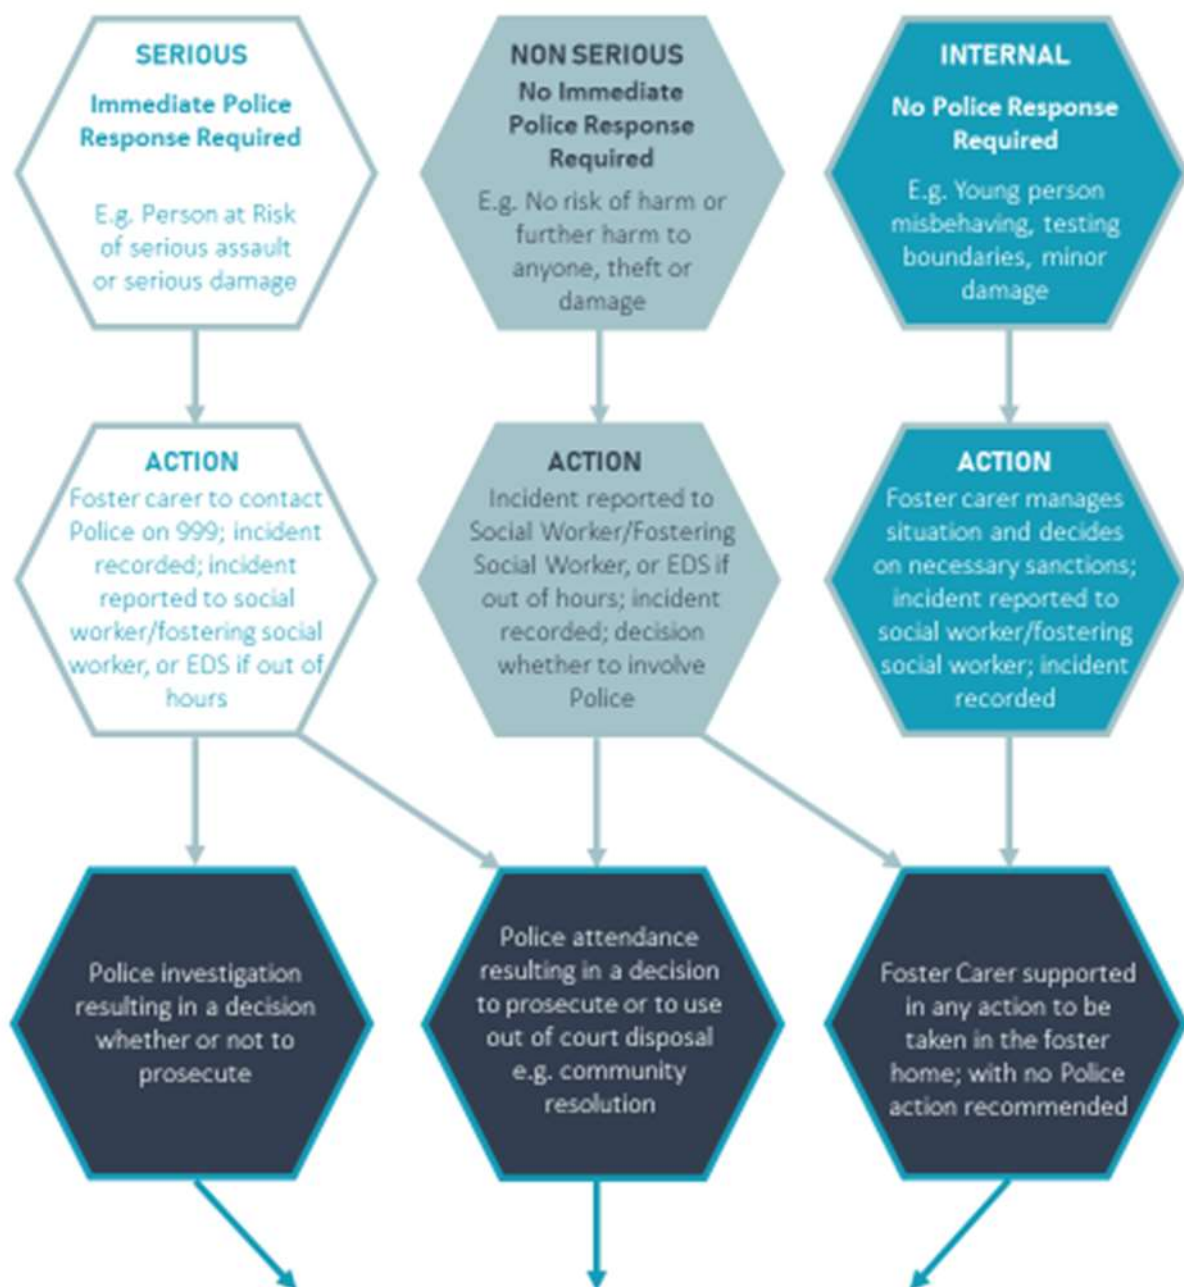 SERIOUS
Immediate Police
Response Required
E.g. Person at Risk
of serious assault
or serious damage
NON SERIOUS
No Immediate
Police Response
Required
E.g. No risk of harm or
further harm to
anyone, theft or
damage
INTERNAL
No Police Response
Required
E.g. Young person
misbehaving, testing
boundaries, minor
damage
ACTION
Foster carer to contact
Police on 999; incident
recorded; incident
reported to social
worker/fostering social
worker, or EDS if out of
hours
ACTION
Incident reported to
Social Worker/Fostering
Social Worker, or EDS if
out of hours; incident
recorded; decision
whether to involve
Police
ACTION
Foster carer manages
situation and decides
on necessary sanctions;
incident reported to
social worker/fostering
social worker; incident
recorded
Police investigation
resulting in a decision
whether or not to
prosecute
Police attendance
resulting in a decision
to prosecute or to use
out of court disposal
e.g. community
resolution
Foster Carer supported
in any action to be
taken in the foster
home; with no Police
action recommended